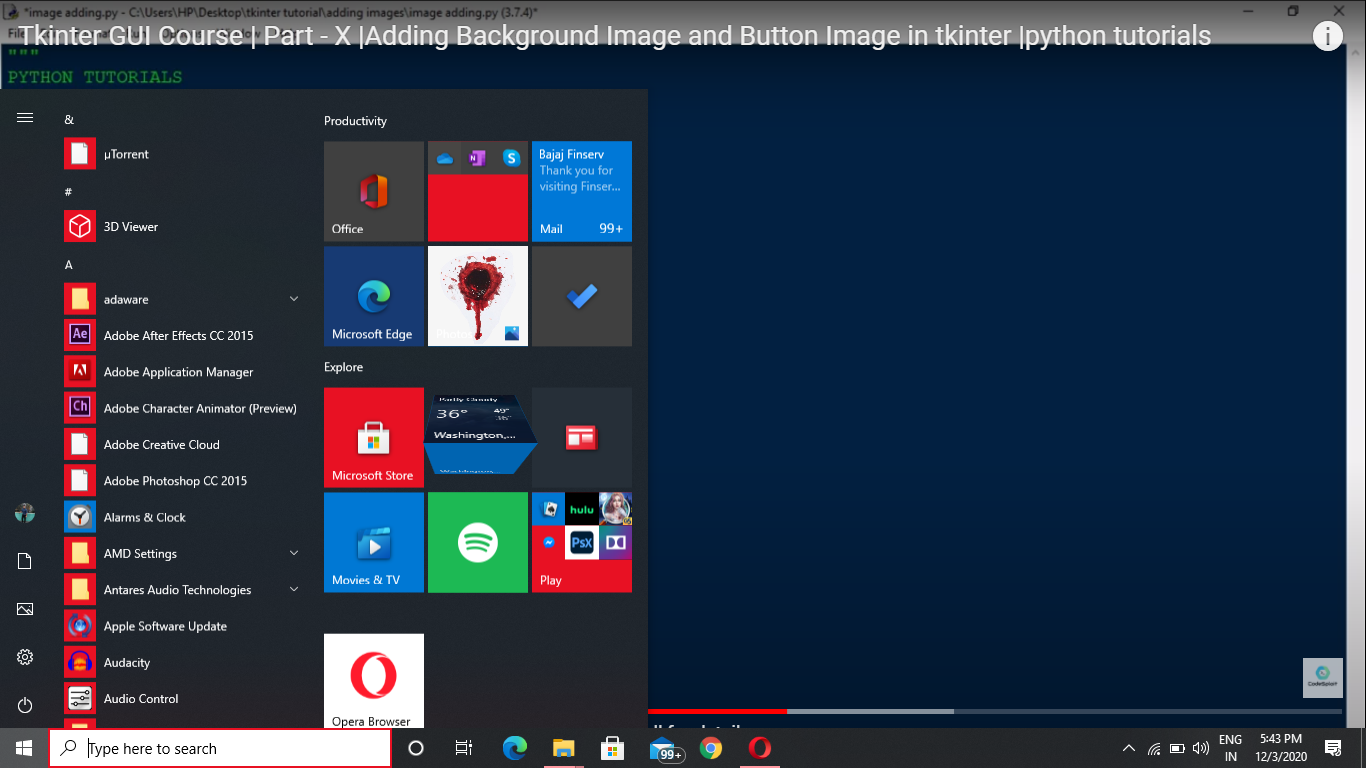 *image adding.py - C:\Users\HP\Desktop\tkinter tutorial\adding images\image adding.py (3.7.4)*
Tkinter GUI Course | Part - X |Adding Background Image and Button Image in tkinter |python tutorials
"""
PYTHON TUTORIALS
&
µTorrent
#
3D Viewer
A
adaware
Adobe After Effects CC 2015
Adobe Application Manager
Adobe Character Animator (Preview)
Adobe Creative Cloud
Adobe Photoshop CC 2015
Alarms & Clock
AMD Settings
Antares Audio Technologies
Apple Software Update
Audacity
Audio Control
Productivity
Office
Bajaj Finserv
Thank you for
visiting Finser...
Mail 99+
Microsoft Edge
Photos
Explore
Microsoft Store
Partly Cloudy
36° 49°
36°
Washington,...
Movies & TV
hulu
PsX
Play
Opera Browser
CodeSplait
Type here to search
99+
ENG
IN
5:43 PM
12/3/2020